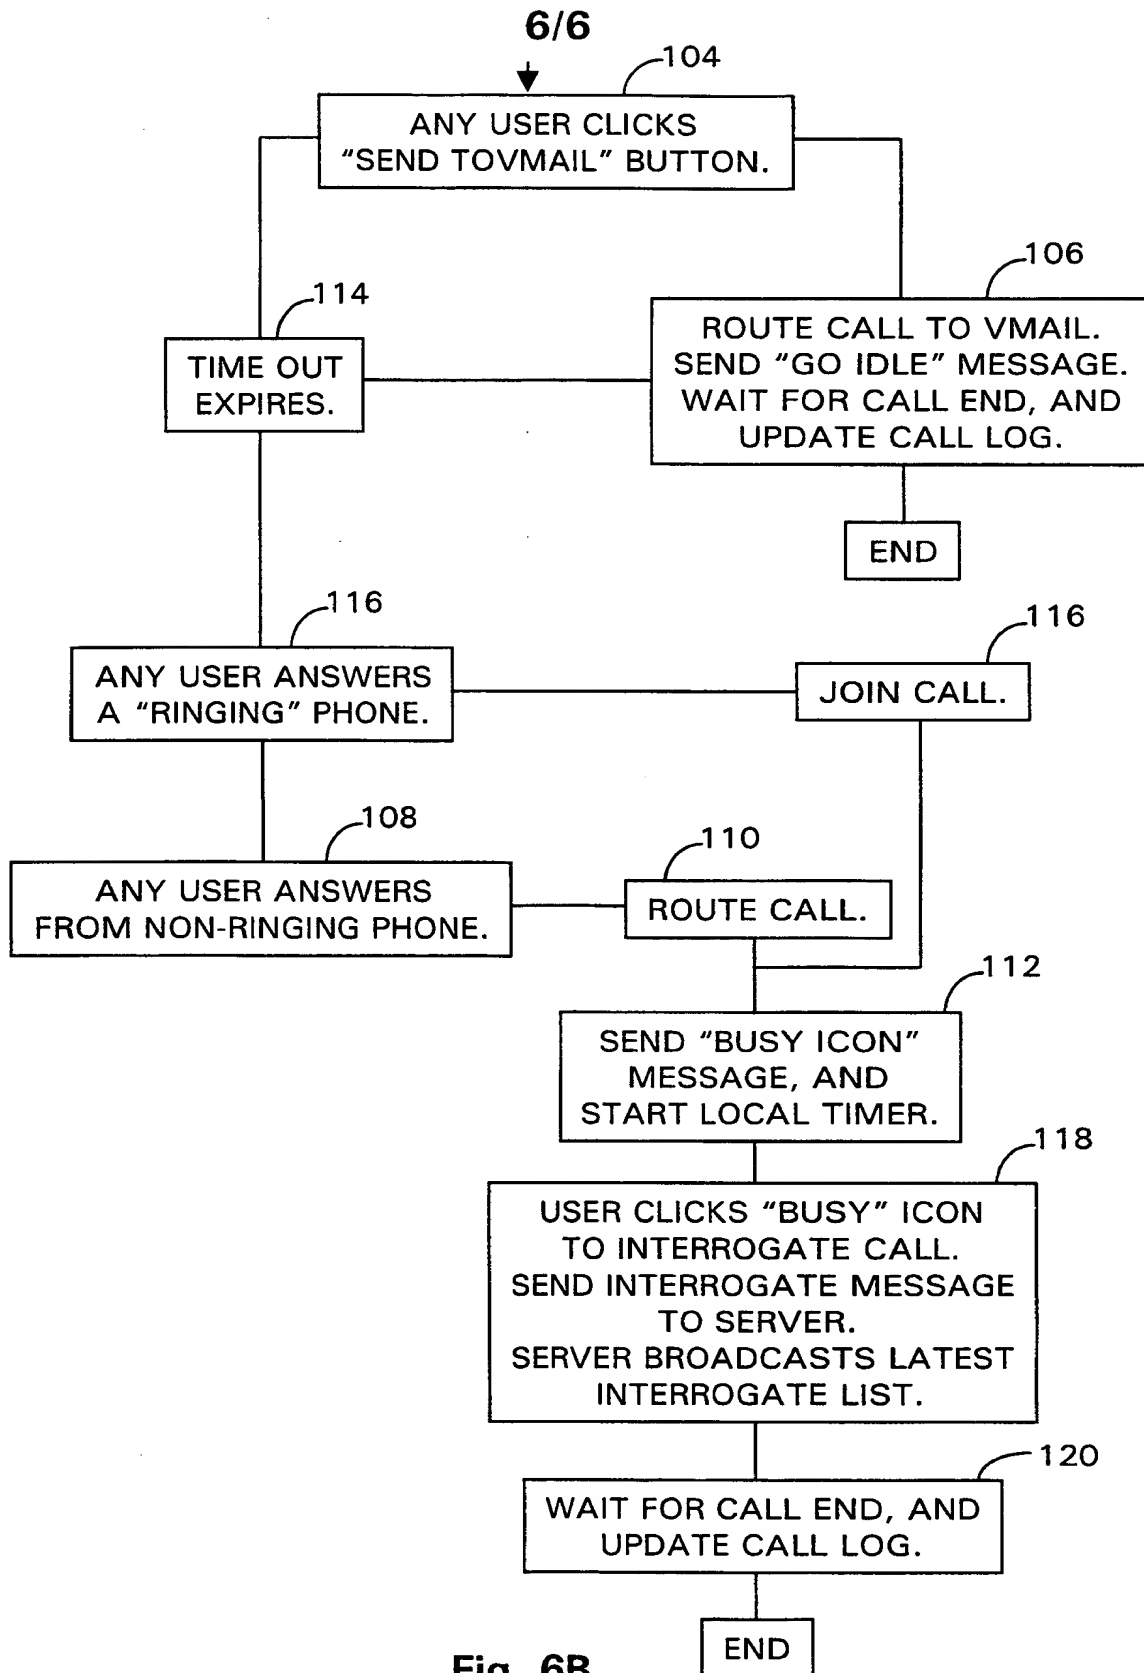 6/6
104
ANY USER CLICKS
“SEND TOVMAIL” BUTTON.
106
ROUTE CALL TO VMAIL.
SEND “GO IDLE” MESSAGE.
WAIT FOR CALL END, AND
UPDATE CALL LOG.
114
TIME OUT
EXPIRES.
END
116
ANY USER ANSWERS
A “RINGING” PHONE.
116
JOIN CALL.
108
ANY USER ANSWERS
FROM NON-RINGING PHONE.
110
ROUTE CALL.
112
SEND “BUSY ICON”
MESSAGE, AND
START LOCAL TIMER.
118
USER CLICKS “BUSY” ICON
TO INTERROGATE CALL.
SEND INTERROGATE MESSAGE
TO SERVER.
SERVER BROADCASTS LATEST
INTERROGATE LIST.
120
WAIT FOR CALL END, AND
UPDATE CALL LOG.
END
Fig. 6B